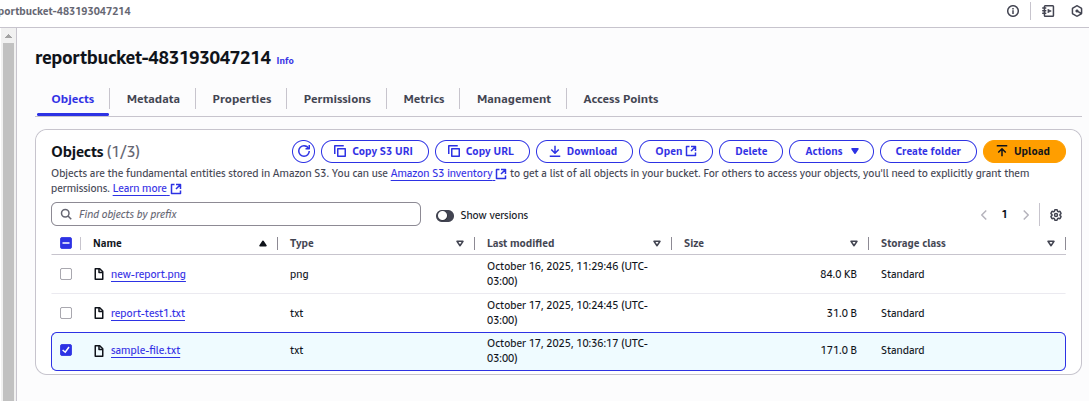 portbucket-483193047214
reportbucket-483193047214 Info
Objects Metadata Properties Permissions Metrics Management Access Points
Objects (1/3) Copy S3 URI Copy URL Download Open Delete Actions Create folder Upload
Objects are the fundamental entities stored in Amazon S3. You can use Amazon S3 inventory to get a list of all objects in your bucket. For others to access your objects, you'll need to explicitly grant them
permissions. Learn more
Find objects by prefix Show versions 1
Name Type Last modified Size Storage class
new-report.png png October 16, 2025, 11:29:46 (UTC-
03:00) 84.0 KB Standard
report-test1.txt txt October 17, 2025, 10:24:45 (UTC-
03:00) 31.0 B Standard
sample-file.txt txt October 17, 2025, 10:36:17 (UTC-
03:00) 171.0 B Standard